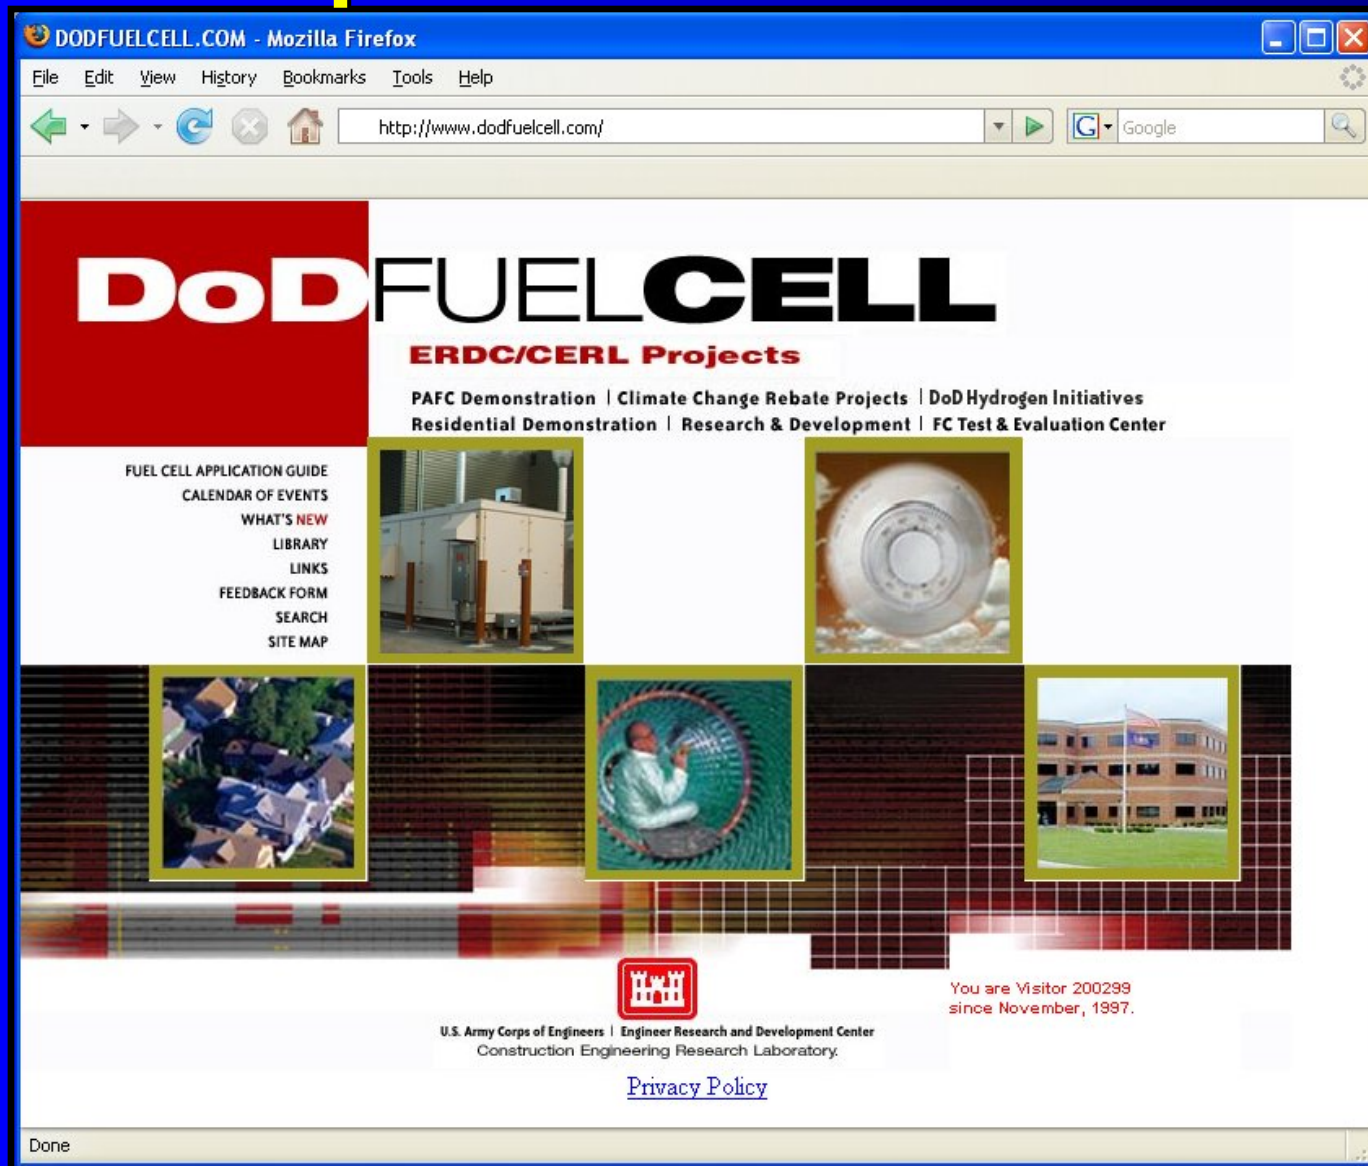 DODFUELCELL.COM - Mozilla Firefox
File Edit View History Bookmarks Tools Help
http://www.dodfuelcell.com/ G Google
DoDFUELCELL
ERDC/CERL Projects
PAFC Demonstration | Climate Change Rebate Projects | DoD Hydrogen Initiatives
Residential Demonstration | Research & Development | FC Test & Evaluation Center
FUEL CELL APPLICATION GUIDE
CALENDAR OF EVENTS
WHAT'S NEW
LIBRARY
LINKS
FEEDBACK FORM
SEARCH
SITE MAP
You are Visitor 200299
since November, 1997.
U.S. Army Corps of Engineers | Engineer Research and Development Center
Construction Engineering Research Laboratory.
Privacy Policy
Done